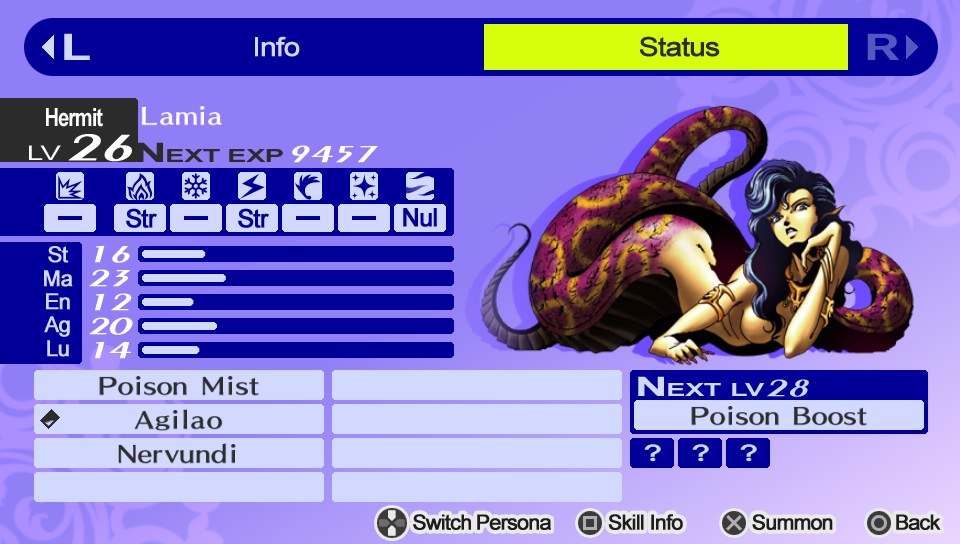 L Info Status R
Hermit Lamia
LV 26 NEXT EXP 9457
— Str — Str — — Nul
St 16
Ma 23
En 12
Ag 20
Lu 14
Poison Mist
Agilao
Nervundi
NEXT LV 28
Poison Boost
? ? ?
Switch Persona Skill Info Summon Back